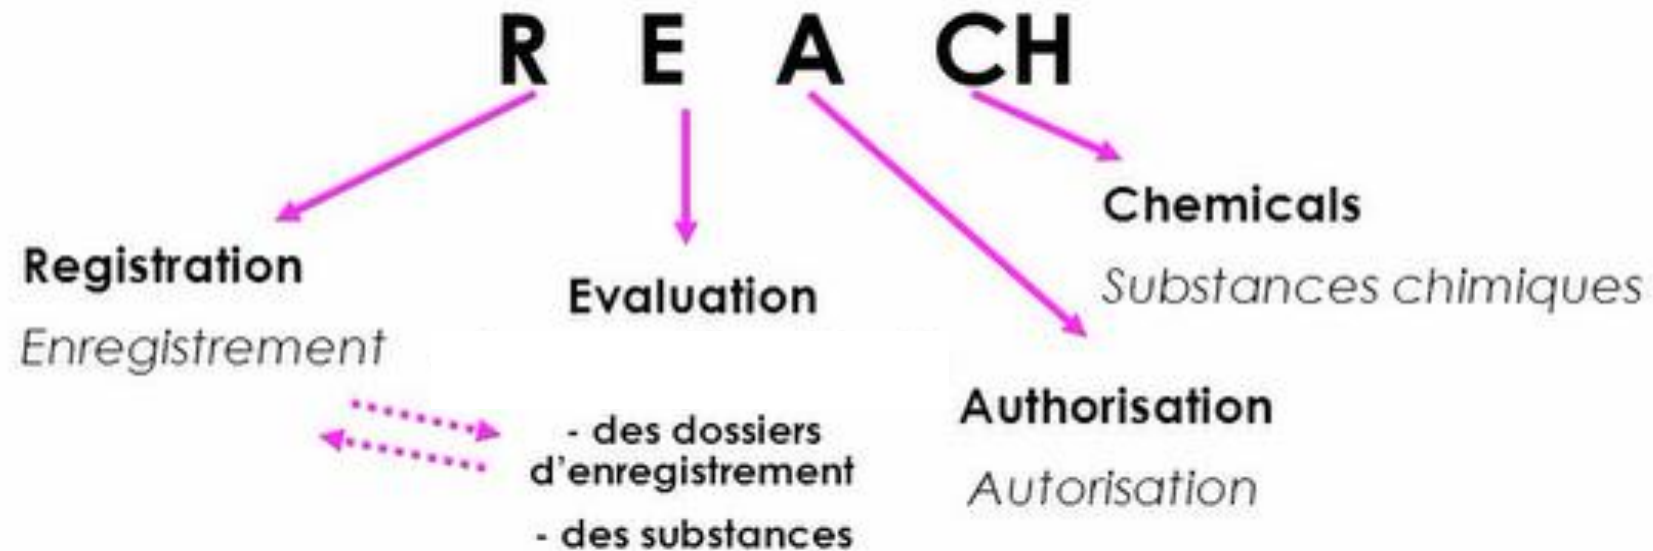 R E A CH
Registration
Enregistrement
Evaluation
- des dossiers
d'enregistrement
- des substances
Chemicals
Substances chimiques
Authorisation
Autorisation